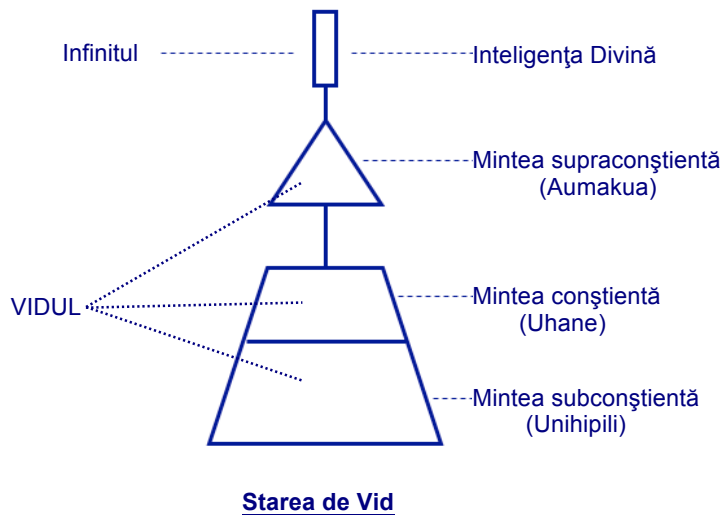 Infinitul
Inteligenţa Divină
Mintea supraconştientă
(Aumakua)
VIDUL
Mintea conştientă
(Uhane)
Mintea subconştientă
(Unihipili)
Starea de Vid